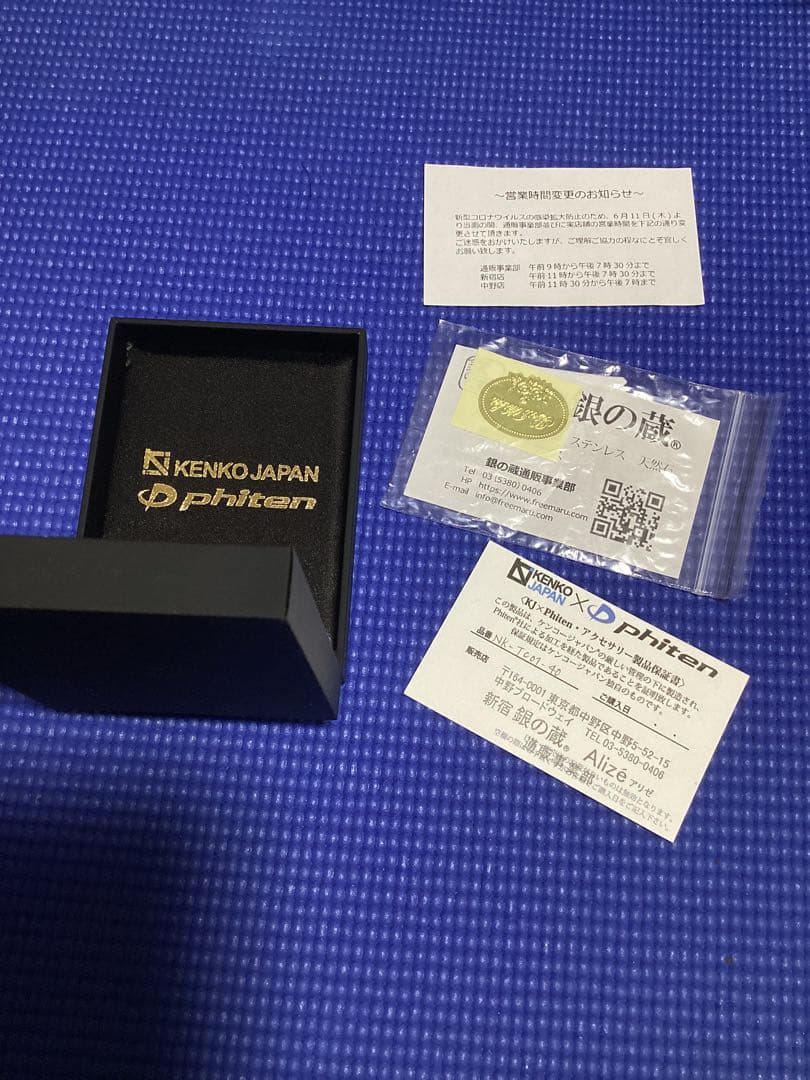 ～営業時間変更のお知らせ～
新型コロナウイルスの感染拡大防止のため、6月11日(木)より
り当面の間、通販事業部並びに実店舗の営業時間を下記の通り変
更させて頂きます。
ご迷惑をおかけいたしますが、ご理解ご協力の程なにとぞ宜しく
お願い致します。
通販事業部　午前9時から午後7時30分まで
新宿店　午前11時から午後7時30分まで
中野店　午前11時30分から午後7時まで
KENKO JAPAN
phiten
銀の蔵®
ステンレス　天然石
銀の蔵通販事業部
Tel 03(5380)0406
HP https://www.freemaru.com
E-mail info@freemaru.com
KENKO JAPAN × phiten
《KJ×Phiten・アクセサリー製品保証書》
この製品は、ケンコージャパンの厳しい管理の下に製造され、
Phiten社による加工を経た製品であることを証明致します。
保証規定はケンコージャパン独自のものです。
品番 NK-TC01-40
ご購入日 . .
販売店
〒164-0001 東京都中野区中野5-52-15
中野ブロードウェイ TEL 03-5380-0406
新宿 銀の蔵® Alizé アリゼ
通販事業部